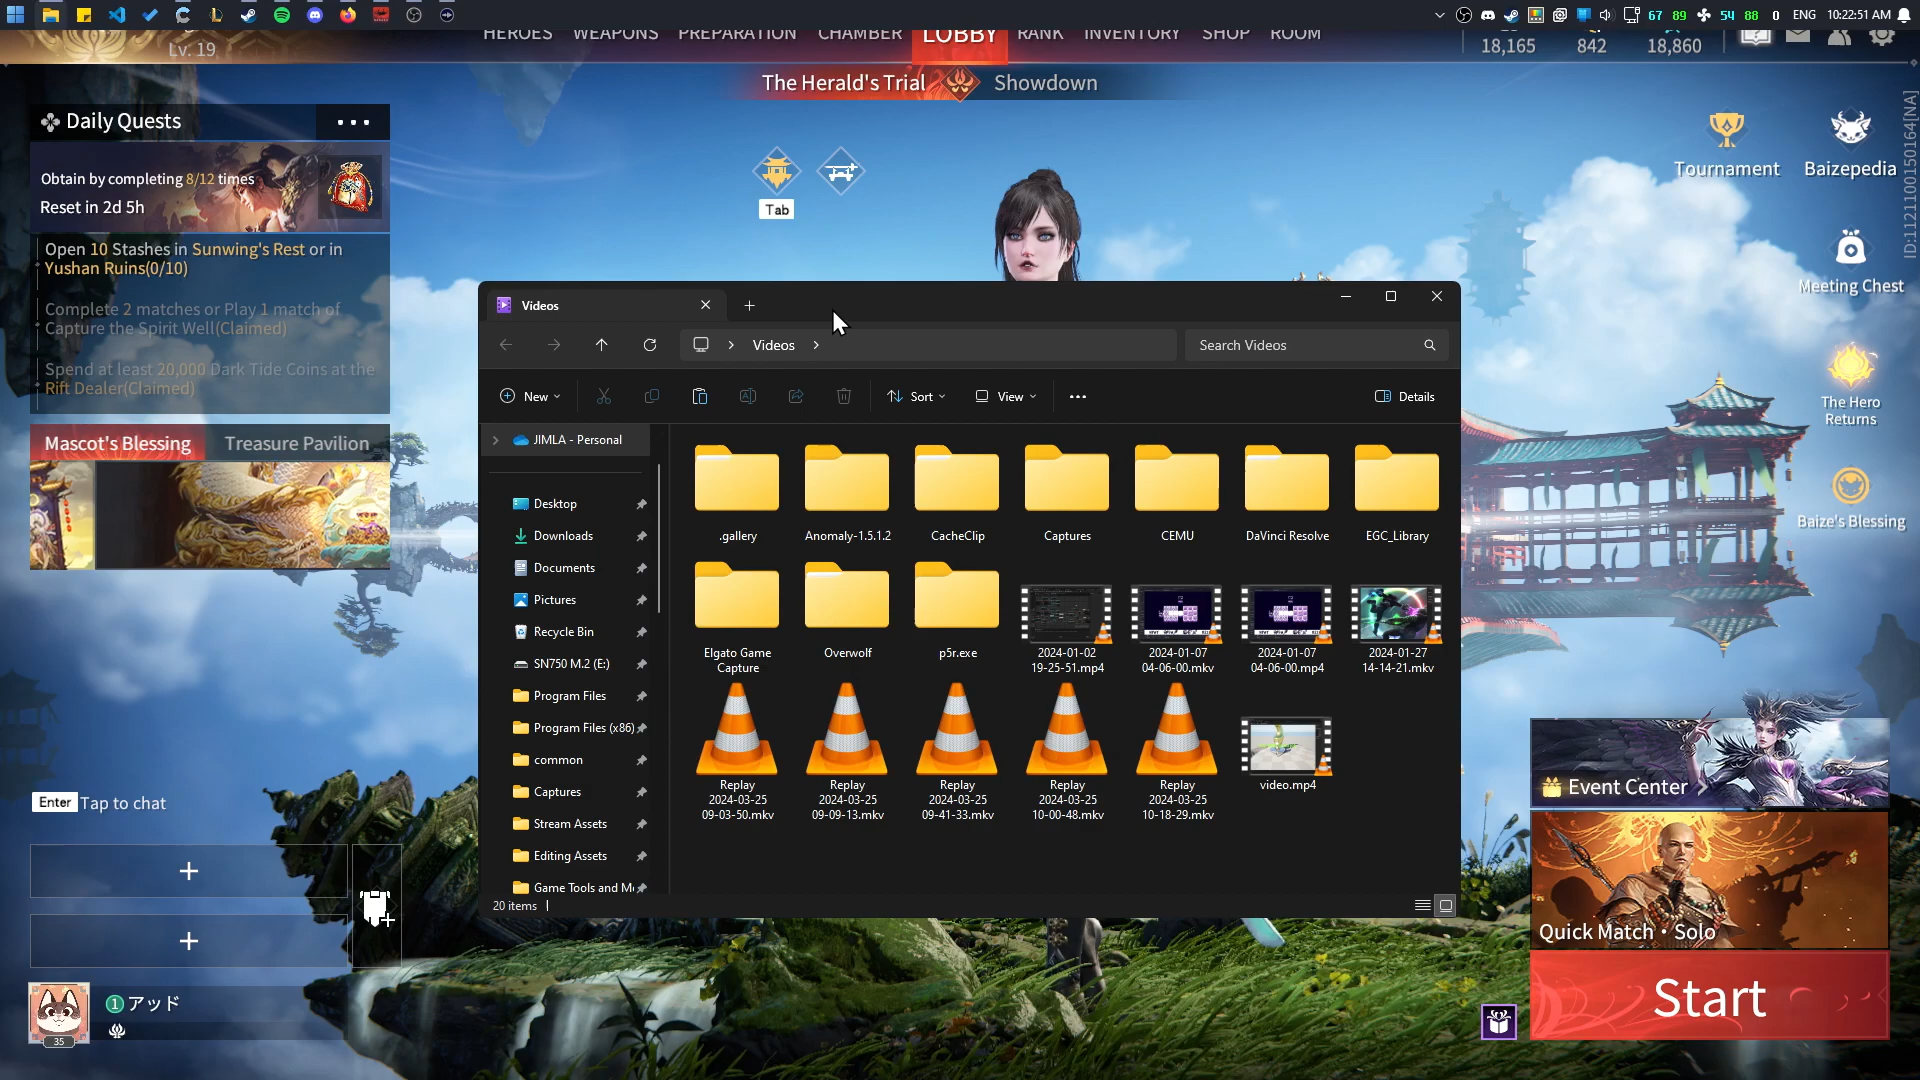 67 89 54 88 0 ENG 10:22:51 AM
Lv. 19
HEROES WEAPONS PREPARATION CHAMBER LOBBY RANK INVENTORY SHOP ROOM
18,165 842 18,860
The Herald's Trial Showdown
ID:1121100150164[NA]
Daily Quests
Obtain by completing 8/12 times
Reset in 2d 5h
Open 10 Stashes in Sunwing's Rest or in
Yushan Ruins(0/10)
Complete 2 matches or Play 1 match of
Capture the Spirit Well(Claimed)
Spend at least 20,000 Dark Tide Coins at the
Rift Dealer(Claimed)
Mascot's Blessing Treasure Pavilion
Tab
Tournament
Baizepedia
Meeting Chest
The Hero
Returns
Baize's Blessing
Videos
Videos
Search Videos
New
Sort
View
Details
JIMLA - Personal
Desktop
Downloads
Documents
Pictures
Recycle Bin
SN750 M.2 (E:)
Program Files
Program Files (x86)
common
Captures
Stream Assets
Editing Assets
Game Tools and M
.gallery
Anomaly-1.5.1.2
CacheClip
Captures
CEMU
DaVinci Resolve
EGC_Library
Elgato Game
Capture
Overwolf
p5r.exe
2024-01-02
19-25-51.mp4
2024-01-07
04-06-00.mkv
2024-01-07
04-06-00.mp4
2024-01-27
14-14-21.mkv
Replay
2024-03-25
09-03-50.mkv
Replay
2024-03-25
09-09-13.mkv
Replay
2024-03-25
09-41-33.mkv
Replay
2024-03-25
10-00-48.mkv
Replay
2024-03-25
10-18-29.mkv
video.mp4
20 items
Enter Tap to chat
1 アッド
35
Event Center
Quick Match・Solo
Start